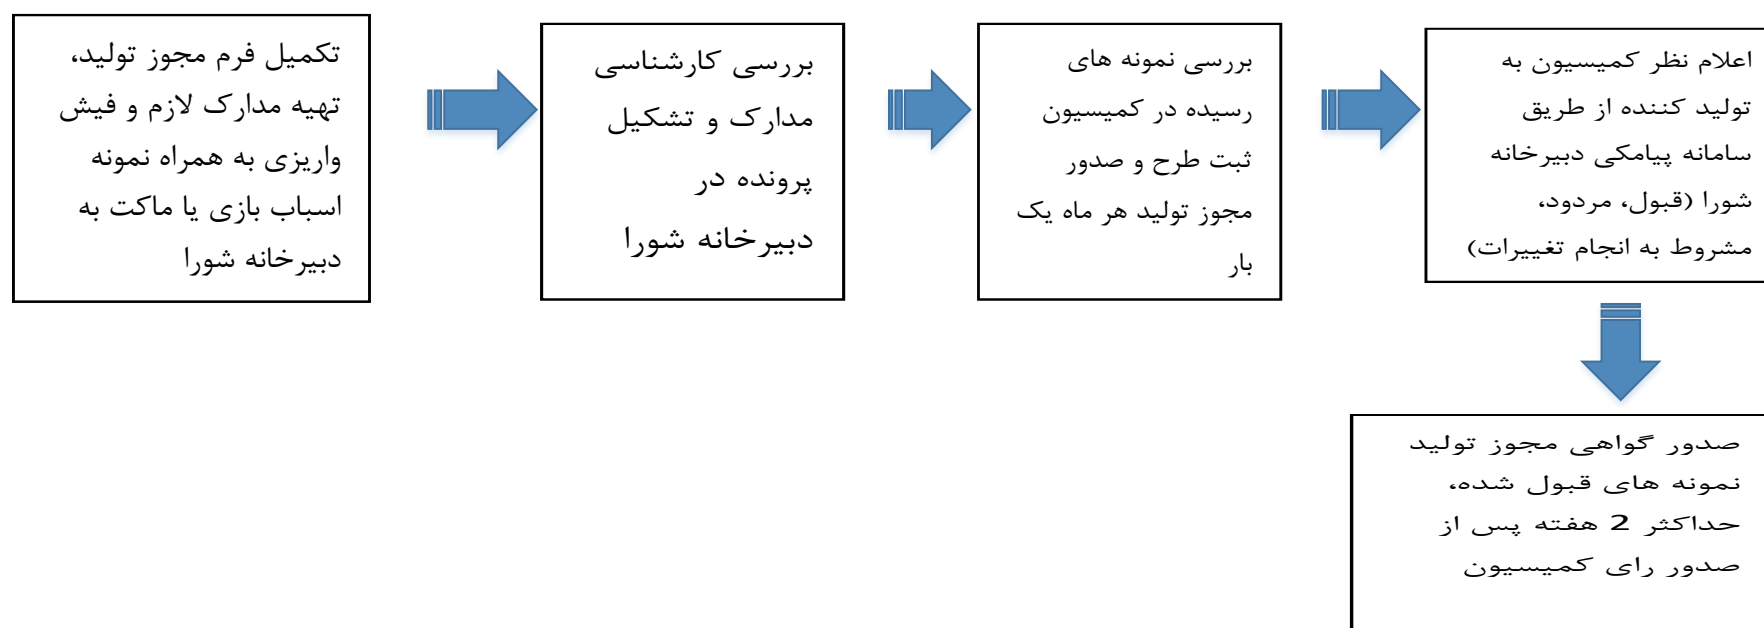 تکمیل فرم مجوز تولید،
تهیه مدارک لازم و فیش
واریزی به همراه نمونه
اسباب بازی یا ماکت به
دبیرخانه شورا
بررسی کارشناسی
مدارک و تشکیل
پرونده در
دبیرخانه شورا
بررسی نمونه های
رسیده در کمیسیون
ثبت طرح و صدور
مجوز تولید هر ماه یک
بار
اعلام نظر کمیسیون به
تولید کننده از طریق
سامانه پیامکی دبیرخانه
شورا (قبول، مردود،
مشروط به انجام تغییرات)
صدور گواهی مجوز تولید
نمونه های قبول شده،
حداکثر 2 هفته پس از
صدور رای کمیسیون